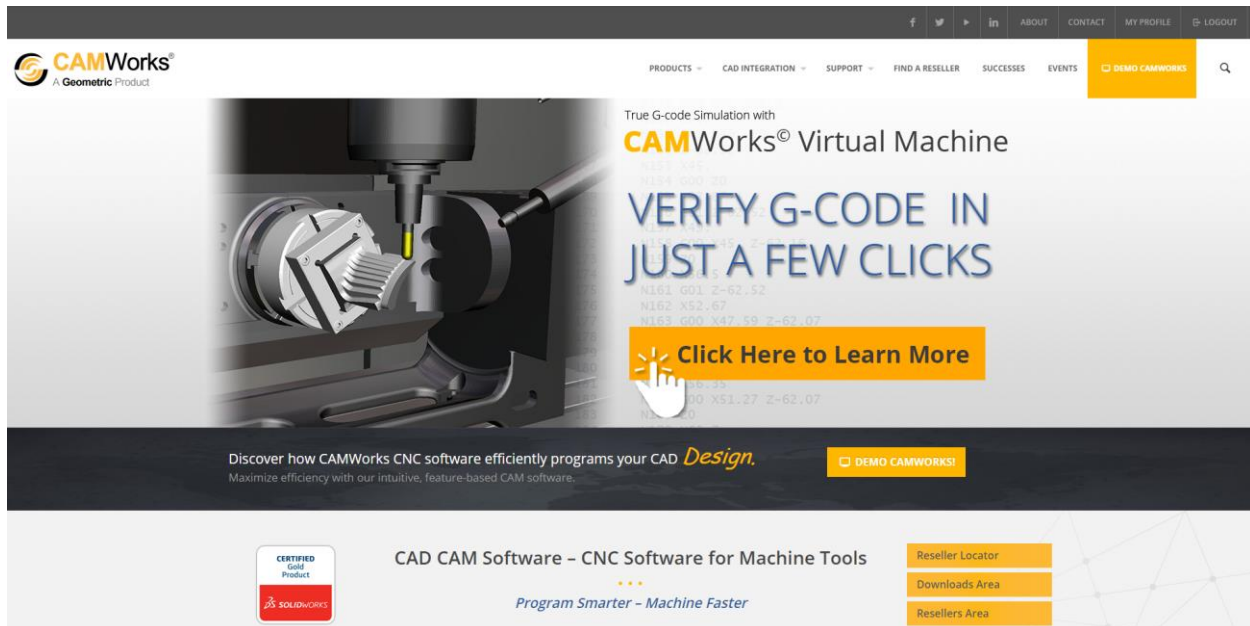 ABOUT CONTACT MY PROFILE LOGOUT
CAMWorks®
A Geometric Product
PRODUCTS CAD INTEGRATION SUPPORT FIND A RESELLER SUCCESSES EVENTS DEMO CAMWORKS
True G-code Simulation with
CAMWorks© Virtual Machine
VERIFY G-CODE IN
JUST A FEW CLICKS
N161 G01 Z-62.52
N162 X52.67
N163 G00 X47.59 Z-62.07
Click Here to Learn More
X51.27 Z-62.07
Discover how CAMWorks CNC software efficiently programs your CAD Design.
Maximize efficiency with our intuitive, feature-based CAM software.
DEMO CAMWORKS!
CERTIFIED
Gold
Product
SOLIDWORKS
CAD CAM Software – CNC Software for Machine Tools
Program Smarter – Machine Faster
Reseller Locator
Downloads Area
Resellers Area